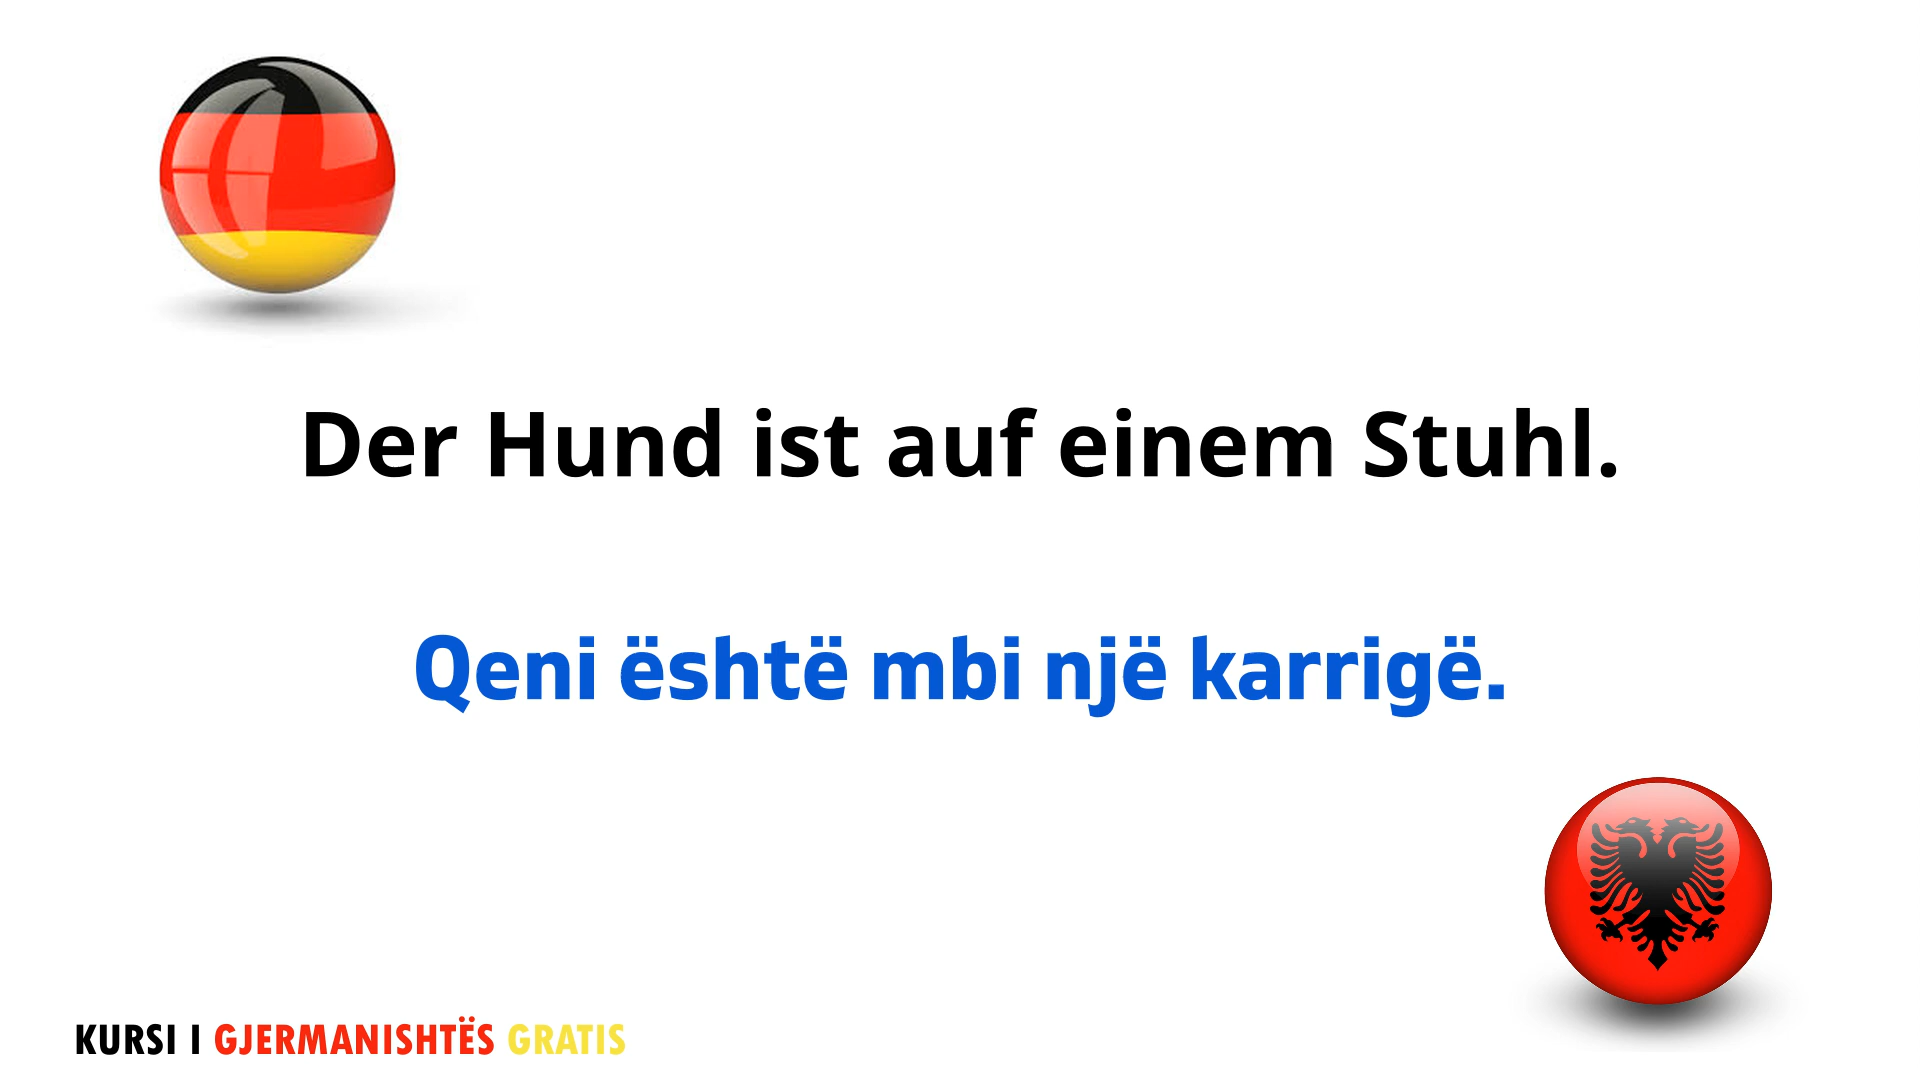 Der Hund ist auf einem Stuhl.
Qeni është mbi një karrigë.
KURSI I GJERMANISHTËS GRATIS